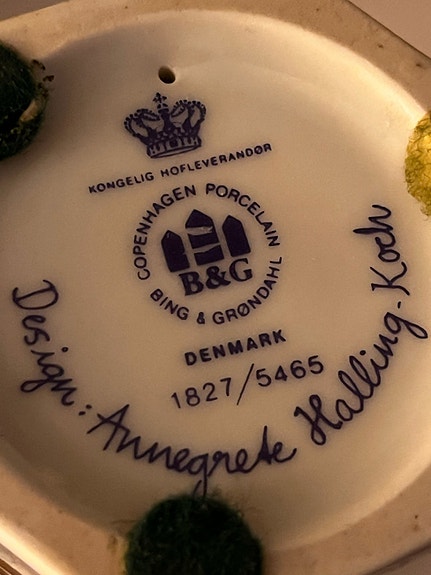 KONGELIG HOFLEVERANDØR
COPENHAGEN PORCELAIN
B&G
BING & GRØNDAHL
DENMARK
1827/5465
Design: Annegrete Halling-Koch